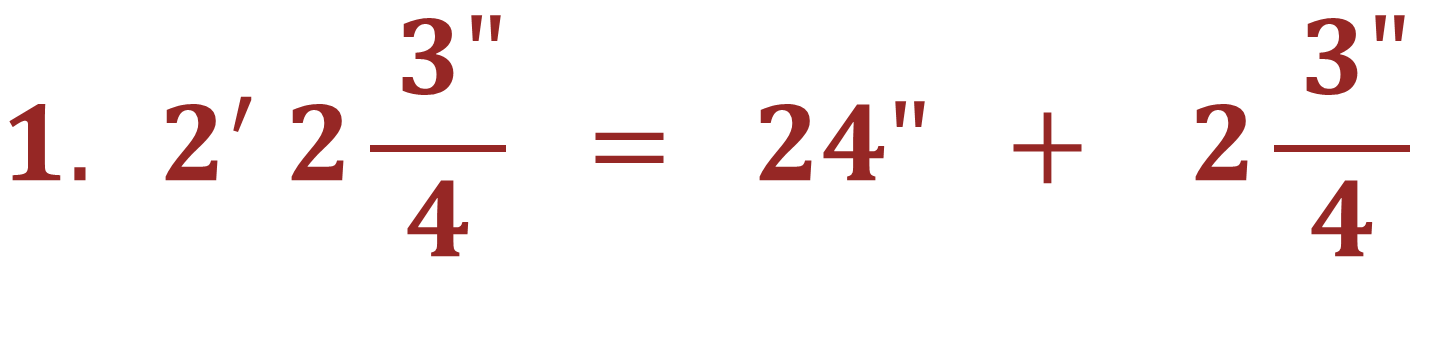 1. 2′ 2 3"/4 = 24" + 2 3"/4